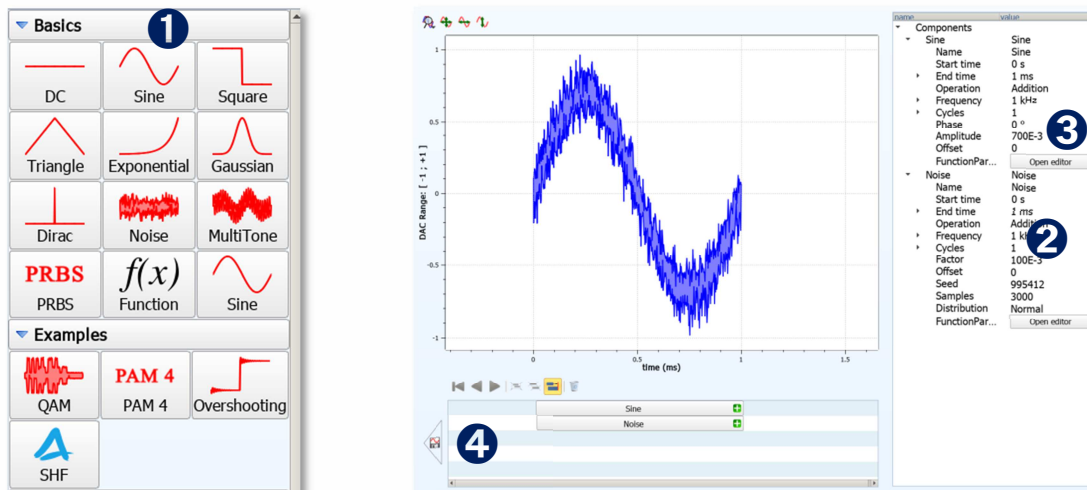 Basics
1
DC
Sine
Square
Triangle
Exponential
Gaussian
Dirac
Noise
MultiTone
PRBS
f(x)
PRBS
Function
Sine
Examples
PAM 4
QAM
PAM 4
Overshooting
SHF
DAC Range: [ -1 ; +1 ]
1
0.5
0
-0.5
-1
0
0.5
1
1.5
time (ms)
Sine
Noise
4
name value
Components
Sine Sine
Name Sine
Start time 0 s
End time 1 ms
Operation Addition
Frequency 1 kHz
Cycles 1
Phase 0 °
Amplitude 700E-3
Offset 0
FunctionPar... Open editor
3
Noise Noise
Name Noise
Start time 0 s
End time 1 ms
Operation
Frequency 1
Cycles 1
Factor 100E-3
Offset 0
Seed 995412
Samples 3000
Distribution Normal
FunctionPar... Open editor
2